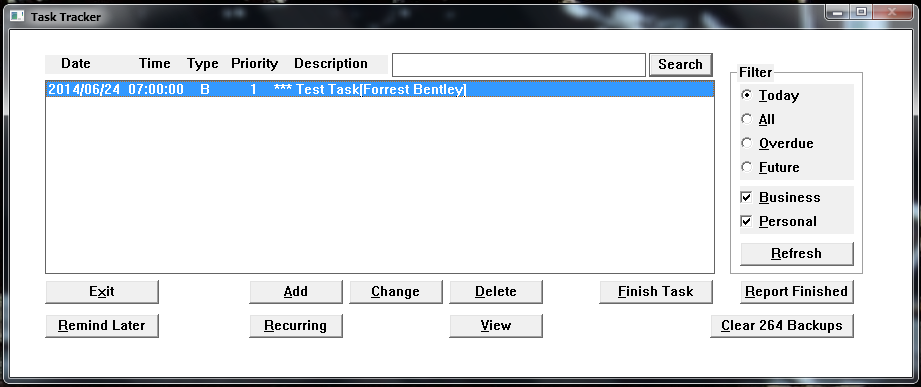 Task Tracker
Date Time Type Priority Description Search
2014/06/24 07:00:00 B 1 *** Test Task[Forrest Bentley]
Filter
Today
All
Overdue
Future
Business
Personal
Refresh
Exit Add Change Delete Finish Task Report Finished
Remind Later Recurring View Clear 264 Backups